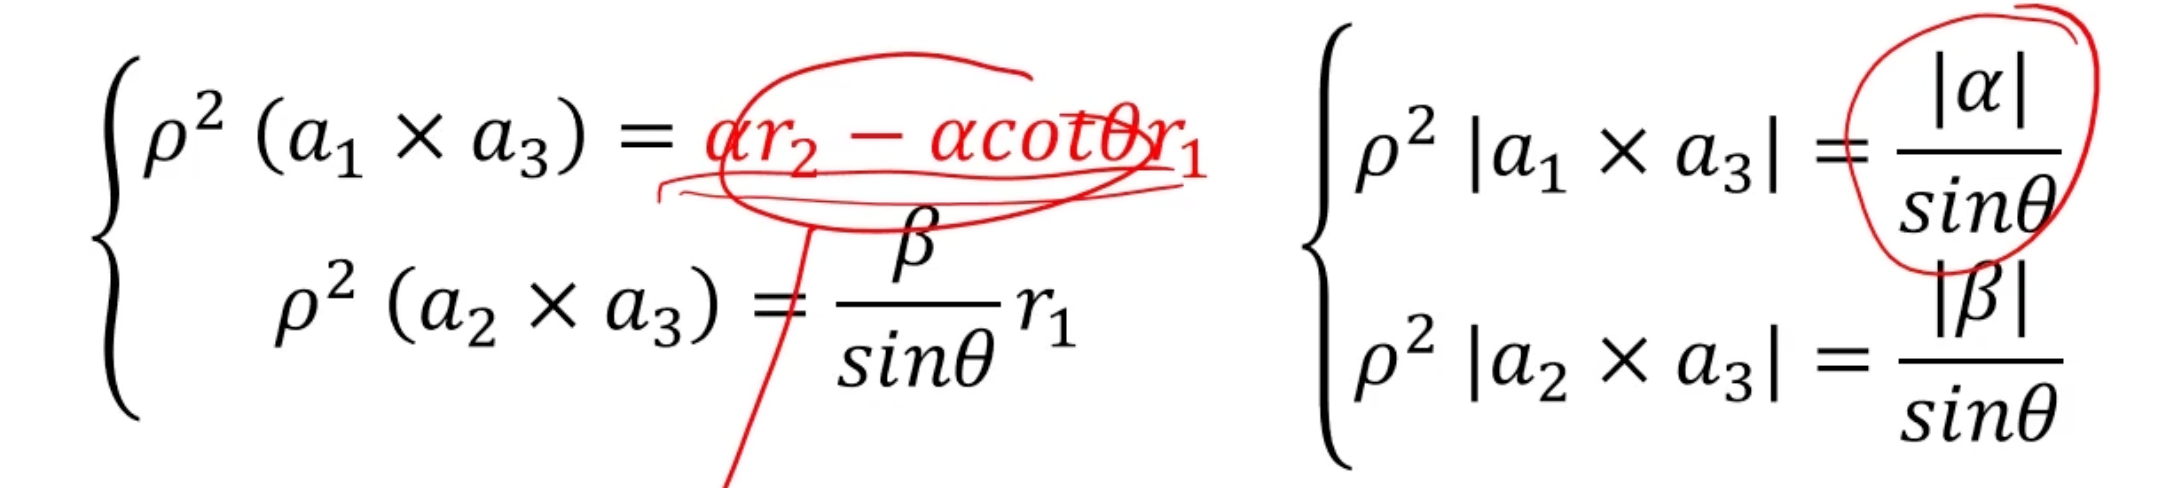 ρ² (a₁ × a₃) = αr₂ − αcotθr₁
ρ² (a₂ × a₃) = β/sinθ r₁
ρ² |a₁ × a₃| = |α|/sinθ
ρ² |a₂ × a₃| = |β|/sinθ